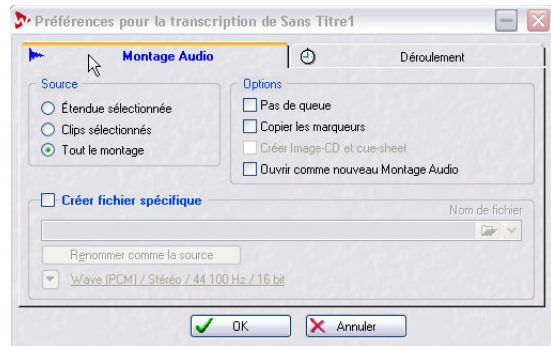 Préférences pour la transcription de Sans Titre1
Montage Audio
Déroulement
Source
Étendue sélectionnée
Clips sélectionnés
Tout le montage
Options
Pas de queue
Copier les marqueurs
Créer Image-CD et cue-sheet
Ouvrir comme nouveau Montage Audio
Créer fichier spécifique
Nom de fichier
Renommer comme la source
Wave (PCM) / Stéréo / 44 100 Hz / 16 bit
OK
Annuler